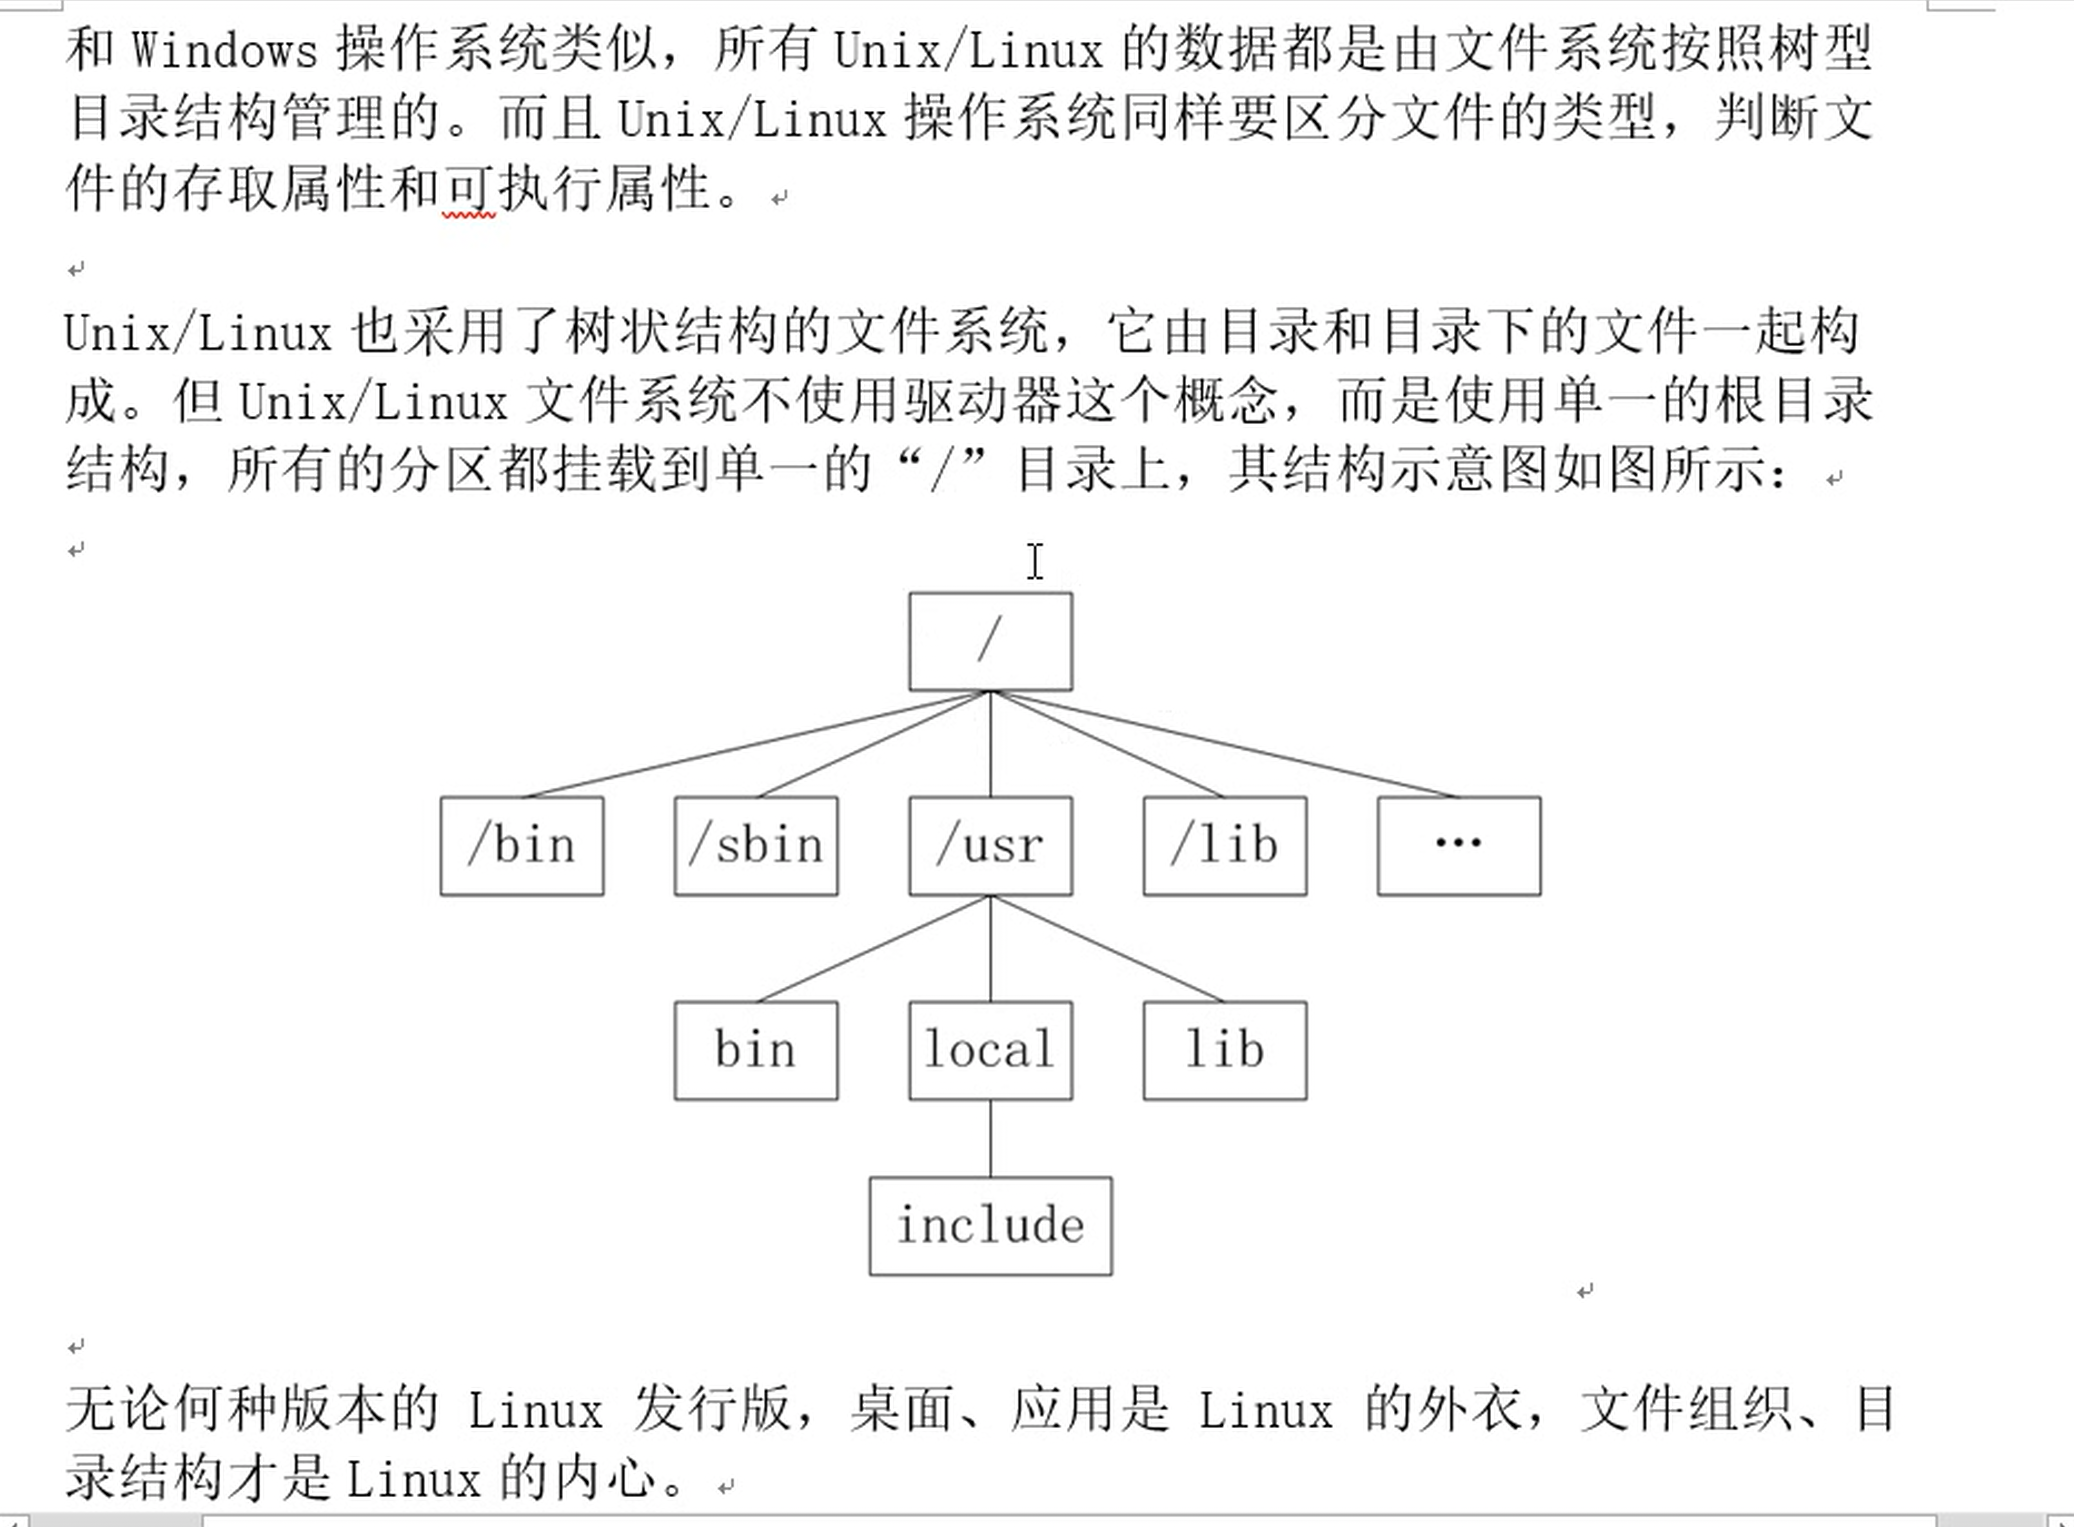 和 Windows 操作系统类似，所有 Unix/Linux 的数据都是由文件系统按照树型
目录结构管理的。而且 Unix/Linux 操作系统同样要区分文件的类型，判断文
件的存取属性和可执行属性。
Unix/Linux 也采用了树状结构的文件系统，它由目录和目录下的文件一起构
成。但 Unix/Linux 文件系统不使用驱动器这个概念，而是使用单一的根目录
结构，所有的分区都挂载到单一的“/”目录上，其结构示意图如图所示：
/
/bin /sbin /usr /lib …
bin local lib
include
无论何种版本的 Linux 发行版，桌面、应用是 Linux 的外衣，文件组织、目
录结构才是 Linux 的内心。